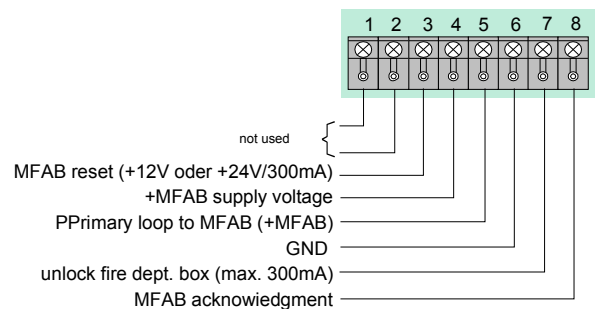 1 2 3 4 5 6 7 8
not used
MFAB reset (+12V oder +24V/300mA)
+MFAB supply voltage
PPrimary loop to MFAB (+MFAB)
GND
unlock fire dept. box (max. 300mA)
MFAB acknowiedgment